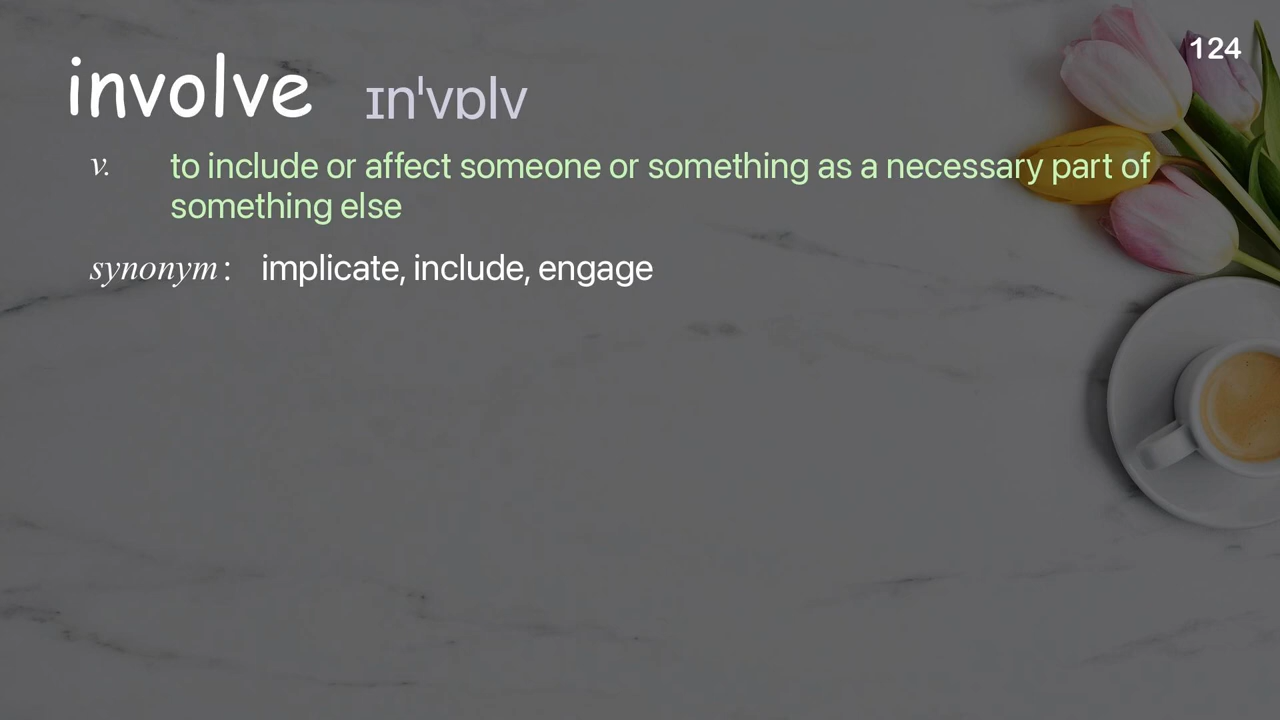 124
involve ɪnˈvɒlv
v. to include or affect someone or something as a necessary part of
something else
synonym : implicate, include, engage